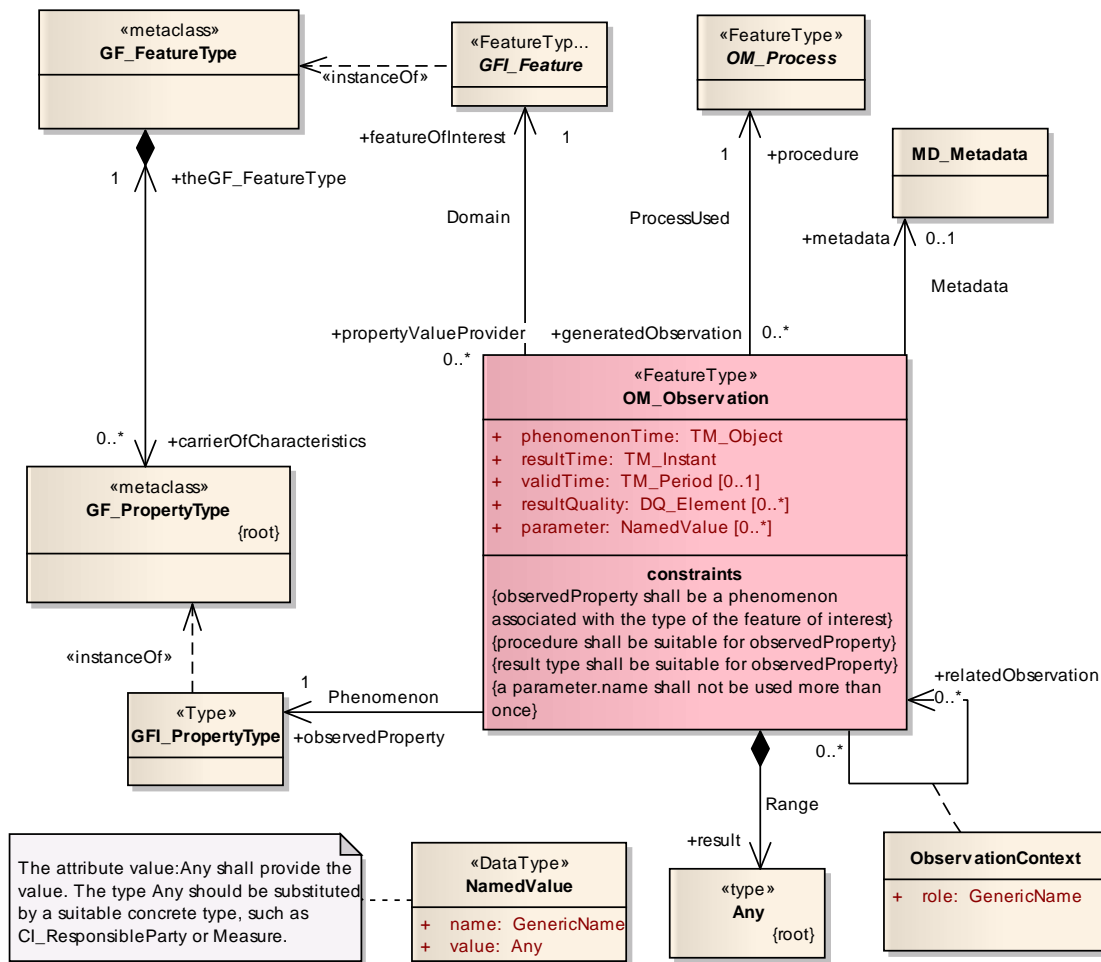 «metaclass»
GF_FeatureType
«FeatureTyp...
GFI_Feature
«FeatureType»
OM_Process
«instanceOf»
+featureOfInterest
1
1
+procedure
MD_Metadata
1
+theGF_FeatureType
Domain
ProcessUsed
+metadata
0..1
Metadata
+propertyValueProvider
0..*
+generatedObservation
0..*
«FeatureType»
OM_Observation
+ phenomenonTime: TM_Object
+ resultTime: TM_Instant
+ validTime: TM_Period [0..1]
+ resultQuality: DQ_Element [0..*]
+ parameter: NamedValue [0..*]
constraints
{observedProperty shall be a phenomenon
associated with the type of the feature of interest}
{procedure shall be suitable for observedProperty}
{result type shall be suitable for observedProperty}
{a parameter.name shall not be used more than
once}
0..*
+carrierOfCharacteristics
«metaclass»
GF_PropertyType
{root}
«instanceOf»
1
Phenomenon
+observedProperty
«Type»
GFI_PropertyType
+relatedObservation
0..*
0..*
Range
+result
The attribute value:Any shall provide the
value. The type Any should be substituted
by a suitable concrete type, such as
CI_ResponsibleParty or Measure.
«DataType»
NamedValue
+ name: GenericName
+ value: Any
«type»
Any
{root}
ObservationContext
+ role: GenericName